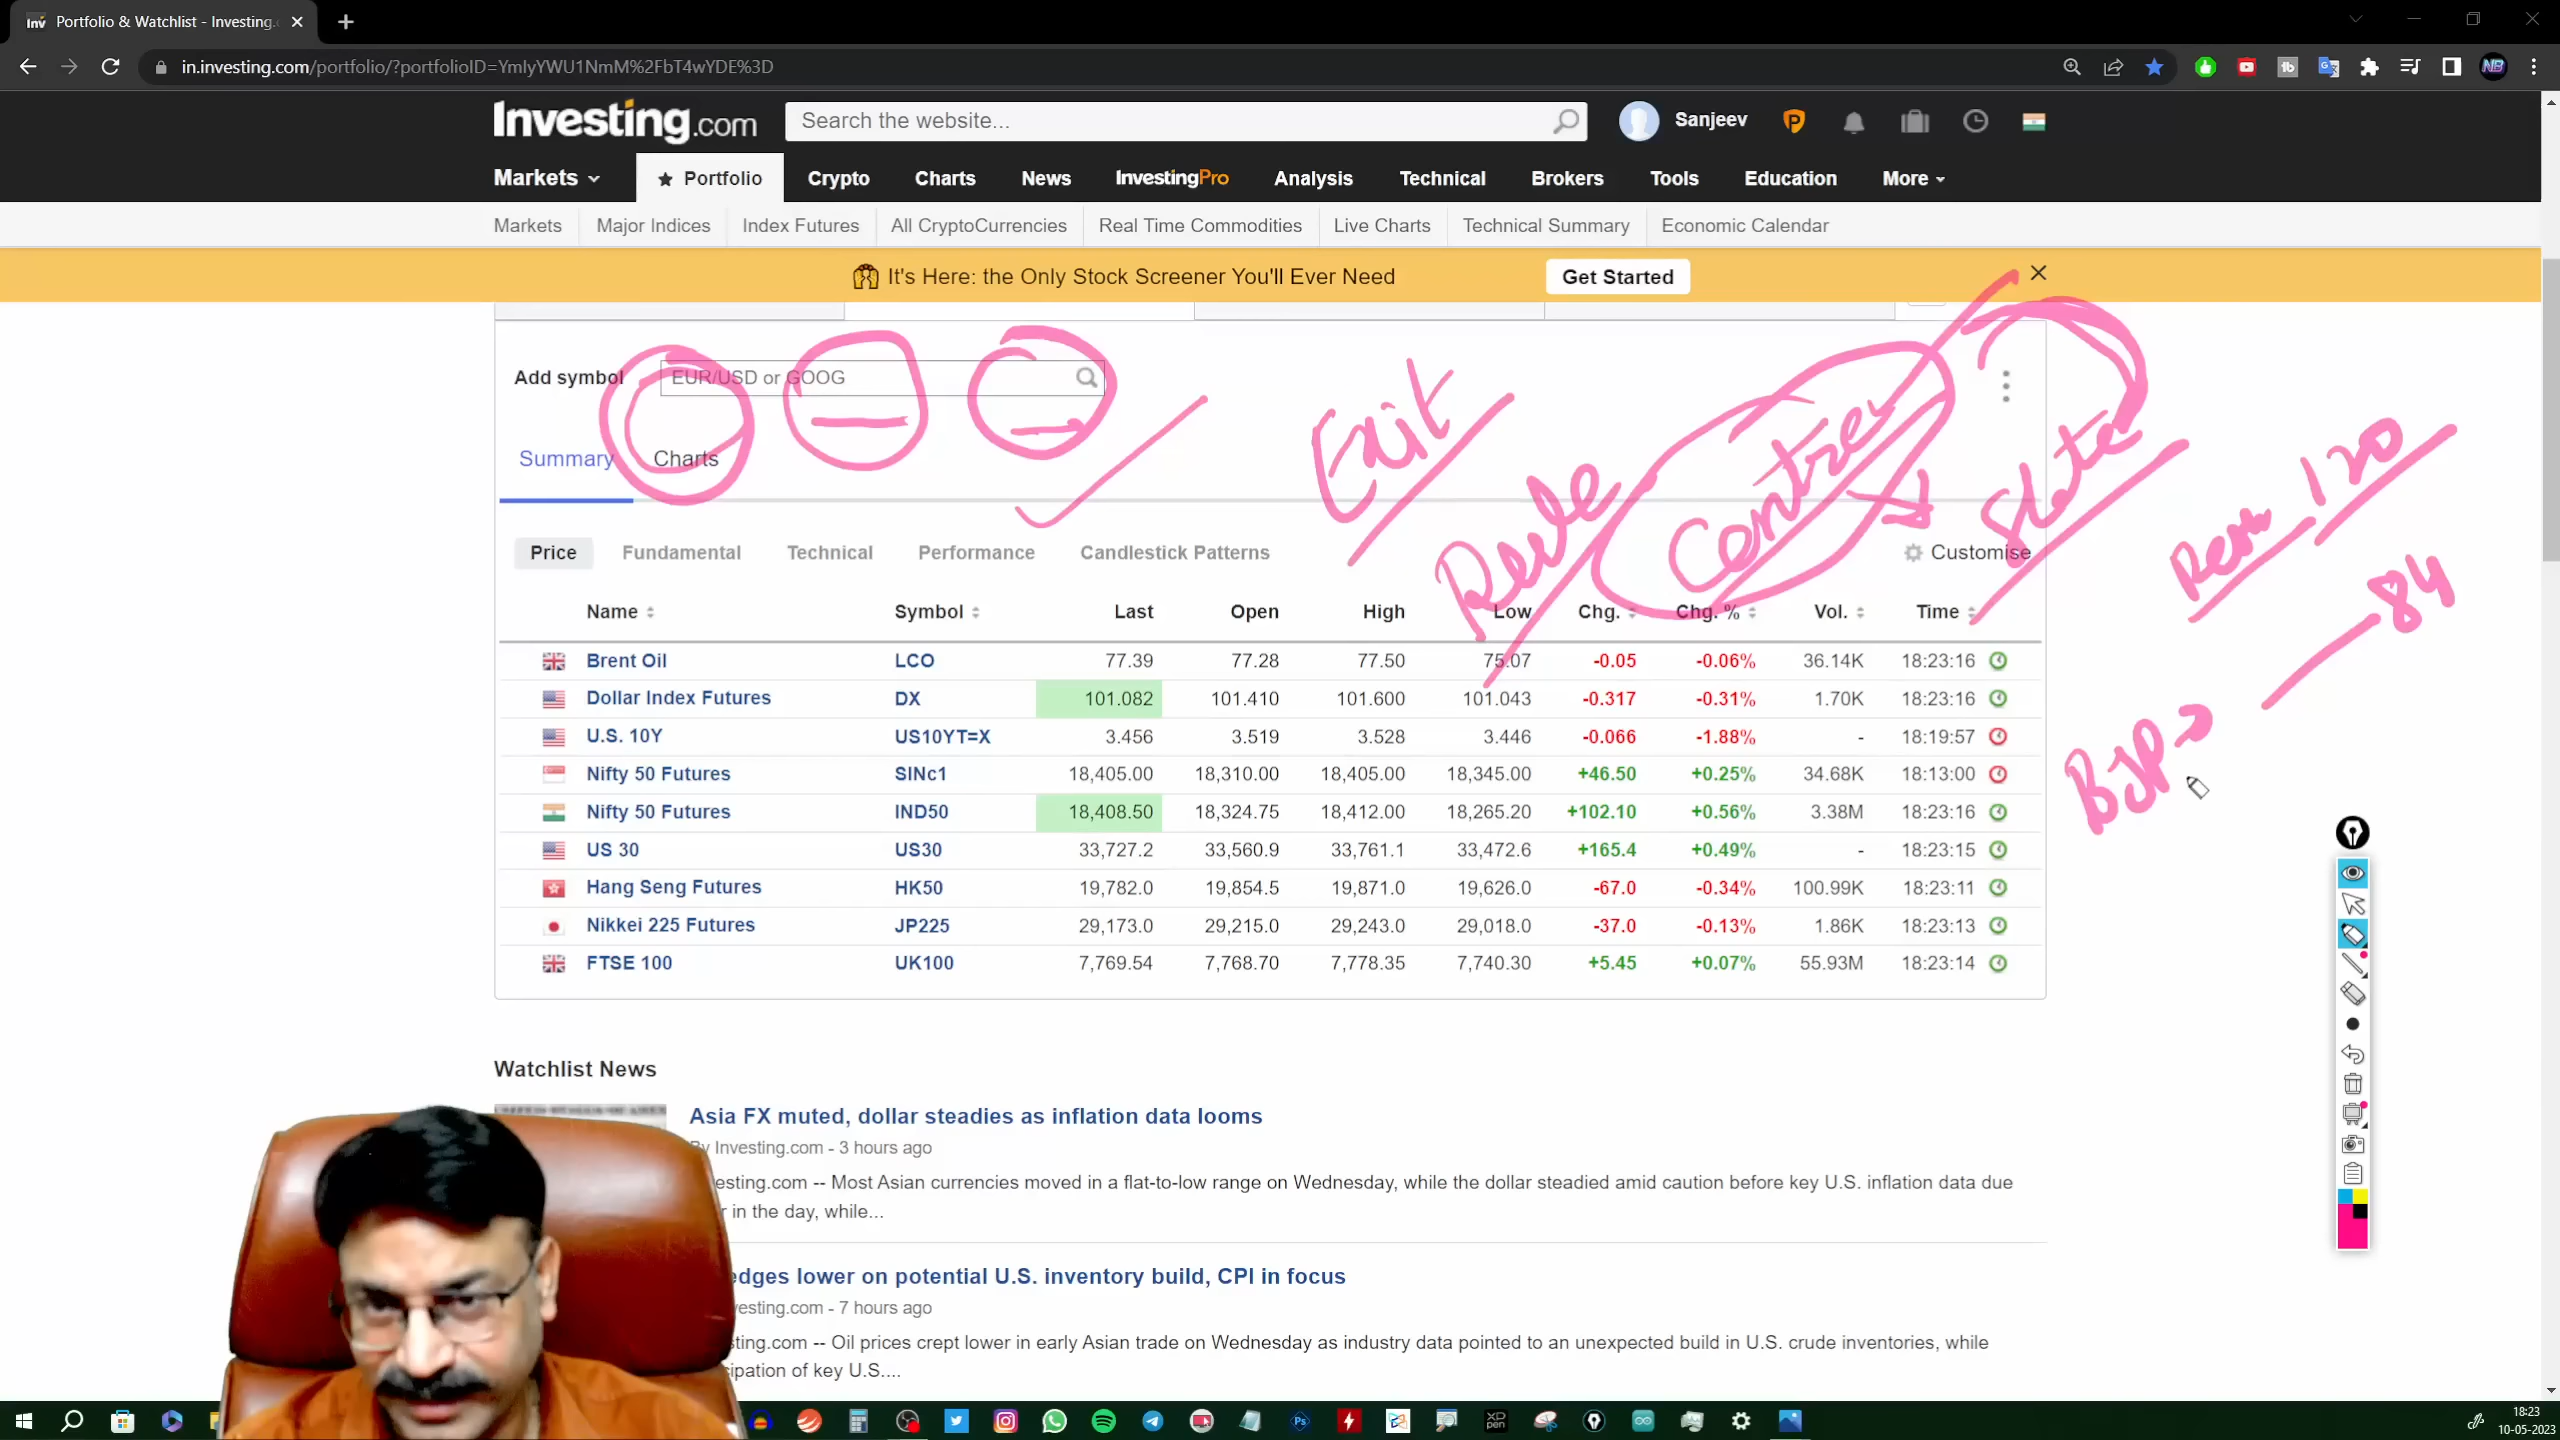 Portfolio & Watchlist - Investing.
in.investing.com/portfolio/?portfolioID=YmlyYWU1NmM%2FbT4wYDE%3D
NB
Investing.com
Search the website...
Sanjeev
Markets
Portfolio
Crypto
Charts
News
InvestingPro
Analysis
Technical
Brokers
Tools
Education
More
Markets
Major Indices
Index Futures
All CryptoCurrencies
Real Time Commodities
Live Charts
Technical Summary
Economic Calendar
It's Here: the Only Stock Screener You'll Ever Need
Get Started
Add symbol
EUR/USD or GOOG
Exit
Centre
State
120
84
BJP
Summary
Charts
Price
Fundamental
Technical
Performance
Candlestick Patterns
Customise
Name Symbol Last Open High Low Chg. Chg. % Vol. Time
Brent Oil LCO 77.39 77.28 77.50 75.07 -0.05 -0.06% 36.14K 18:23:16
Dollar Index Futures DX 101.082 101.410 101.600 101.043 -0.317 -0.31% 1.70K 18:23:16
U.S. 10Y US10YT=X 3.456 3.519 3.528 3.446 -0.066 -1.88% - 18:19:57
Nifty 50 Futures SINc1 18,405.00 18,310.00 18,405.00 18,345.00 +46.50 +0.25% 34.68K 18:13:00
Nifty 50 Futures IND50 18,408.50 18,324.75 18,412.00 18,265.20 +102.10 +0.56% 3.38M 18:23:16
US 30 US30 33,727.2 33,560.9 33,761.1 33,472.6 +165.4 +0.49% - 18:23:15
Hang Seng Futures HK50 19,782.0 19,854.5 19,871.0 19,626.0 -67.0 -0.34% 100.99K 18:23:11
Nikkei 225 Futures JP225 29,173.0 29,215.0 29,243.0 29,018.0 -37.0 -0.13% 1.86K 18:23:13
FTSE 100 UK100 7,769.54 7,768.70 7,778.35 7,740.30 +5.45 +0.07% 55.93M 18:23:14
Watchlist News
Asia FX muted, dollar steadies as inflation data looms
By Investing.com - 3 hours ago
esting.com -- Most Asian currencies moved in a flat-to-low range on Wednesday, while the dollar steadied amid caution before key U.S. inflation data due
r in the day, while...
edges lower on potential U.S. inventory build, CPI in focus
vesting.com - 7 hours ago
sting.com -- Oil prices crept lower in early Asian trade on Wednesday as industry data pointed to an unexpected build in U.S. crude inventories, while
cipation of key U.S....
18:23
10-05-2023